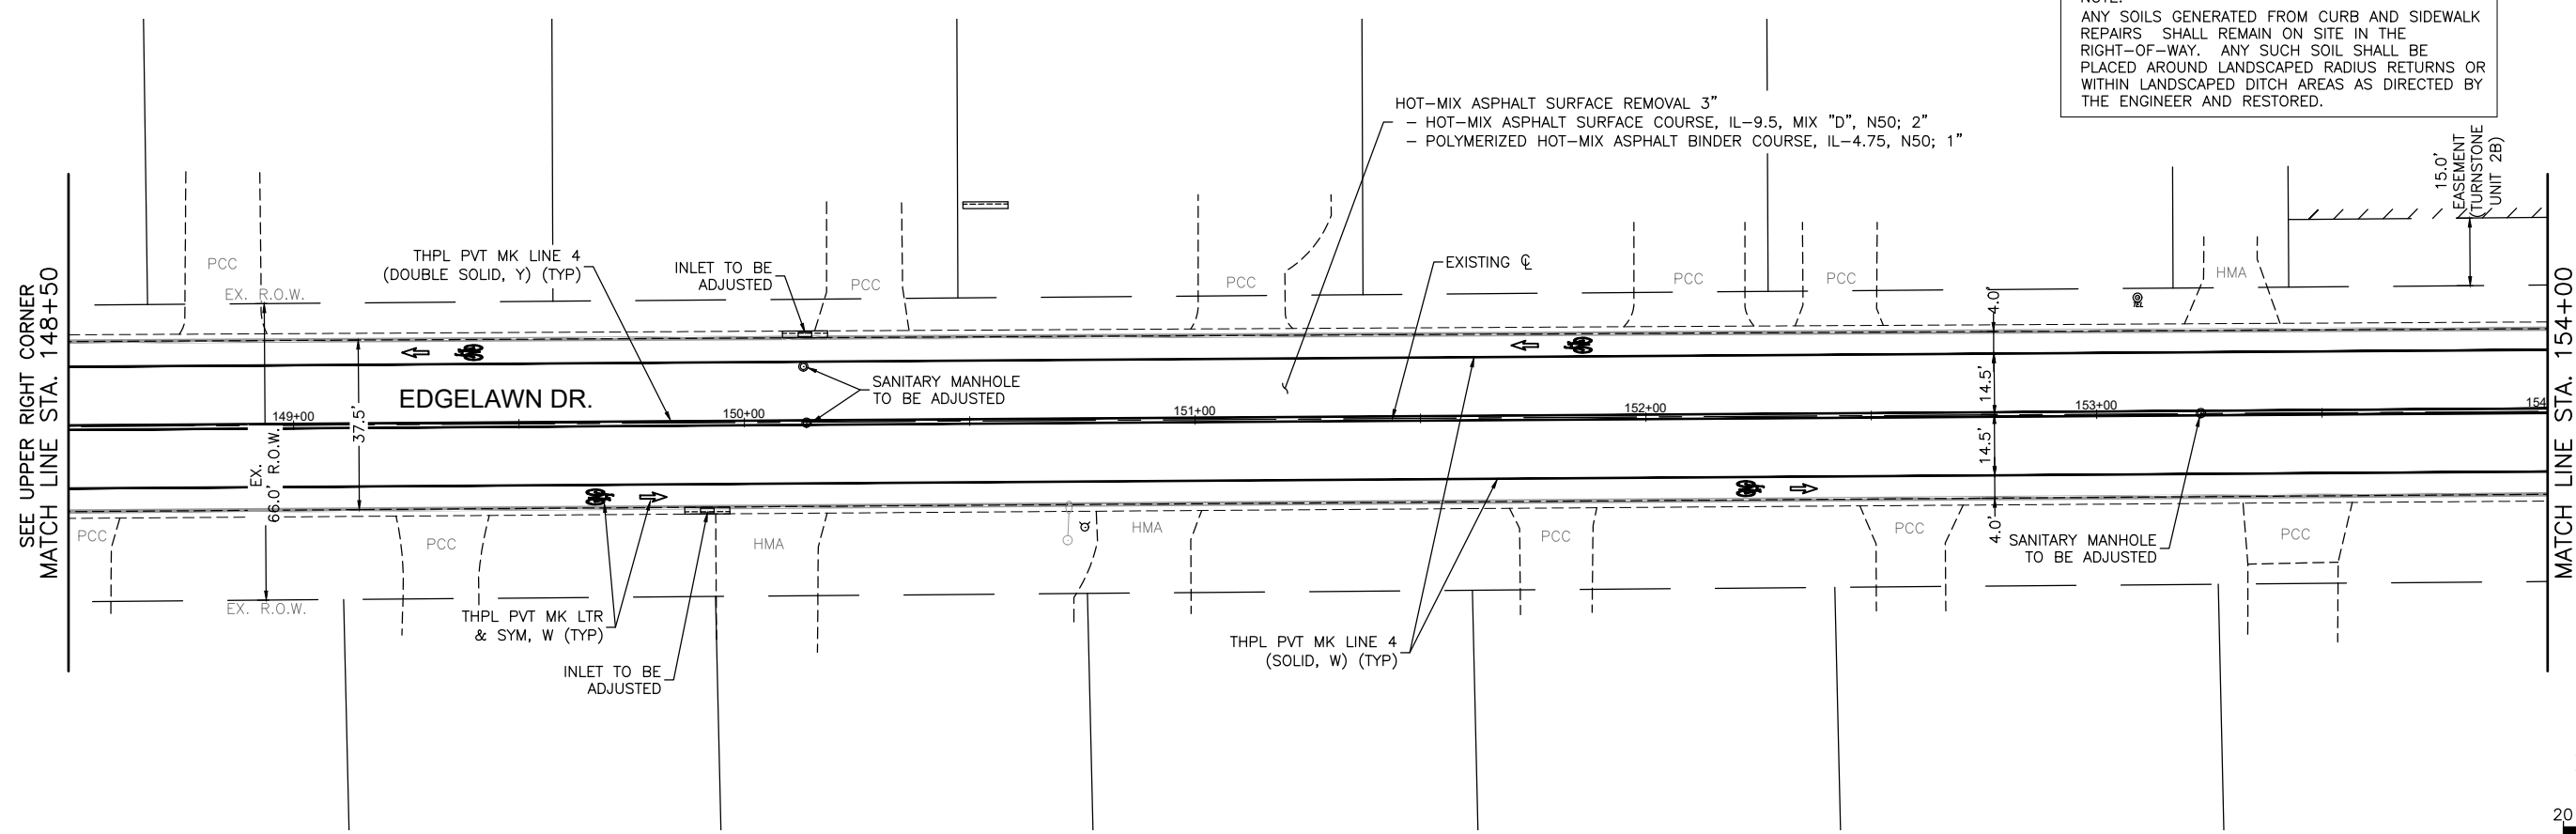 NOTE:
ANY SOILS GENERATED FROM CURB AND SIDEWALK
REPAIRS SHALL REMAIN ON SITE IN THE
RIGHT-OF-WAY. ANY SUCH SOIL SHALL BE
PLACED AROUND LANDSCAPED RADIUS RETURNS OR
WITHIN LANDSCAPED DITCH AREAS AS DIRECTED BY
THE ENGINEER AND RESTORED.
HOT-MIX ASPHALT SURFACE REMOVAL 3"
- HOT-MIX ASPHALT SURFACE COURSE, IL-9.5, MIX "D", N50; 2"
- POLYMERIZED HOT-MIX ASPHALT BINDER COURSE, IL-4.75, N50; 1"
15.0'
EASEMENT
(TURNSTONE
UNIT 2B)
SEE UPPER RIGHT CORNER
MATCH LINE STA. 148+50
PCC
EX. R.O.W.
THPL PVT MK LINE 4
(DOUBLE SOLID, Y) (TYP)
INLET TO BE
ADJUSTED
PCC
PCC
EXISTING ℄
PCC
PCC
HMA
4.0'
EDGELAWN DR.
SANITARY MANHOLE
TO BE ADJUSTED
37.5'
14.5'
149+00
150+00
151+00
152+00
153+00
154
EX.
66.0' R.O.W.
14.5'
4.0'
MATCH LINE STA. 154+00
PCC
PCC
HMA
HMA
PCC
PCC
PCC
SANITARY MANHOLE
TO BE ADJUSTED
EX. R.O.W.
THPL PVT MK LTR
& SYM, W (TYP)
INLET TO BE
ADJUSTED
THPL PVT MK LINE 4
(SOLID, W) (TYP)
20